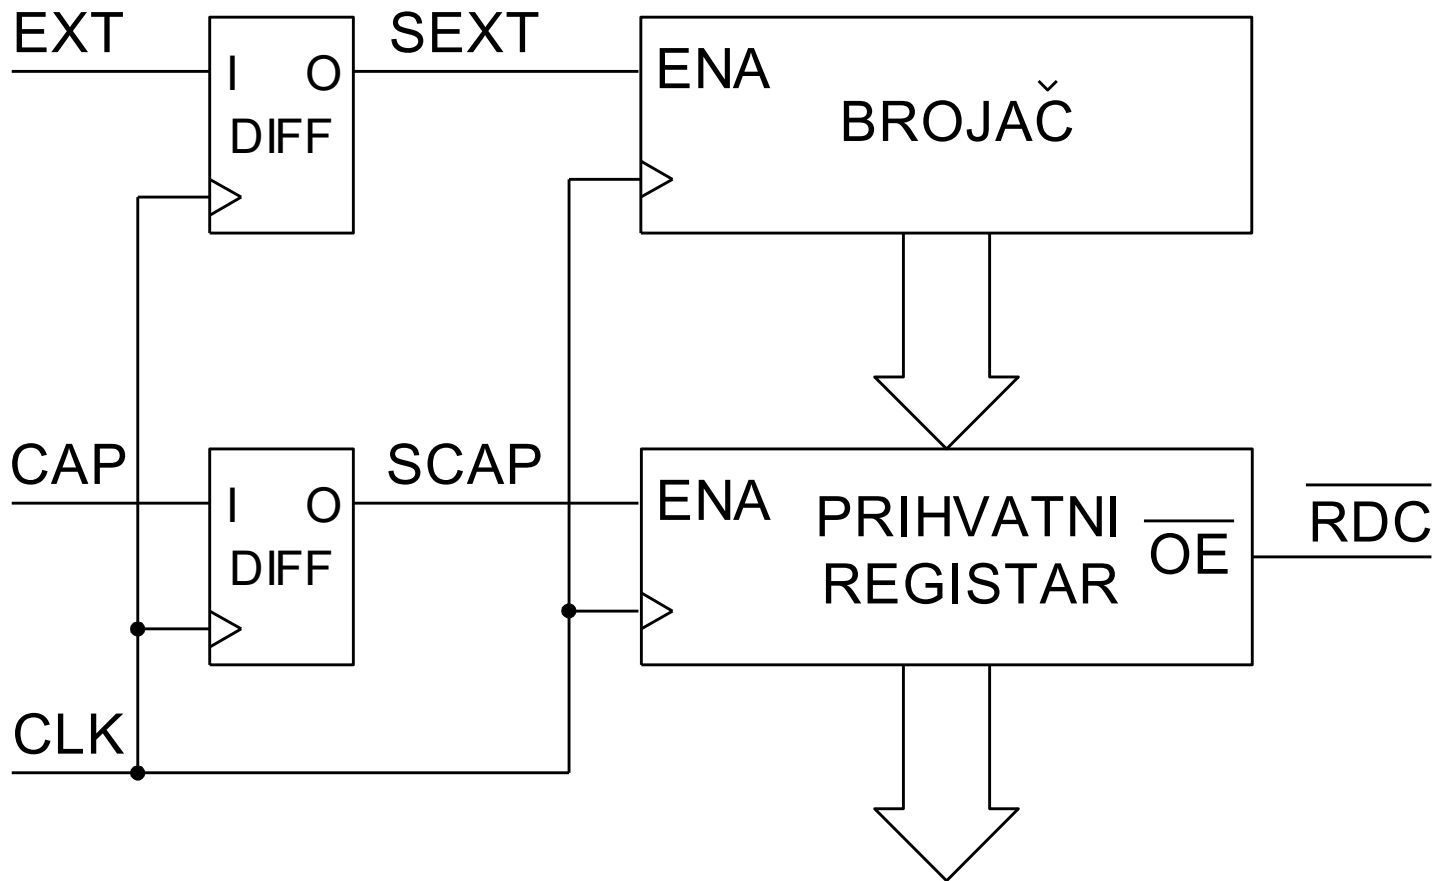 EXT
SEXT
I O
DIFF
ENA
BROJAČ
CAP
SCAP
I O
DIFF
ENA
PRIHVATNI
REGISTAR
OE
RDC
CLK